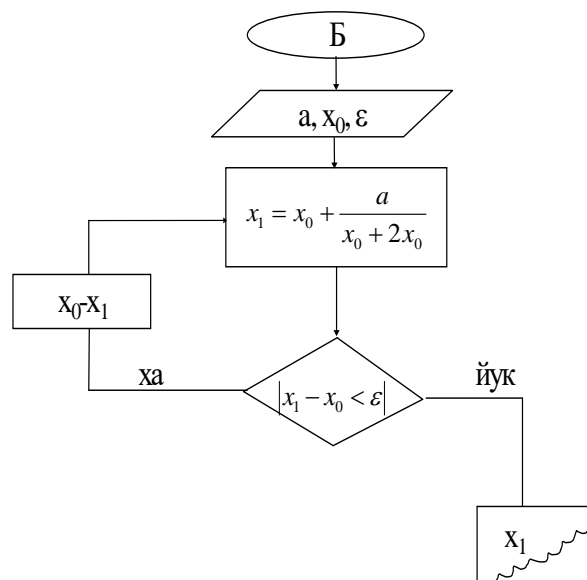 Б
a, x₀, ε
x₁ = x₀ + a / (x₀ + 2x₀)
x₀-x₁
ха
йук
|x₁ − x₀ < ε|
x₁